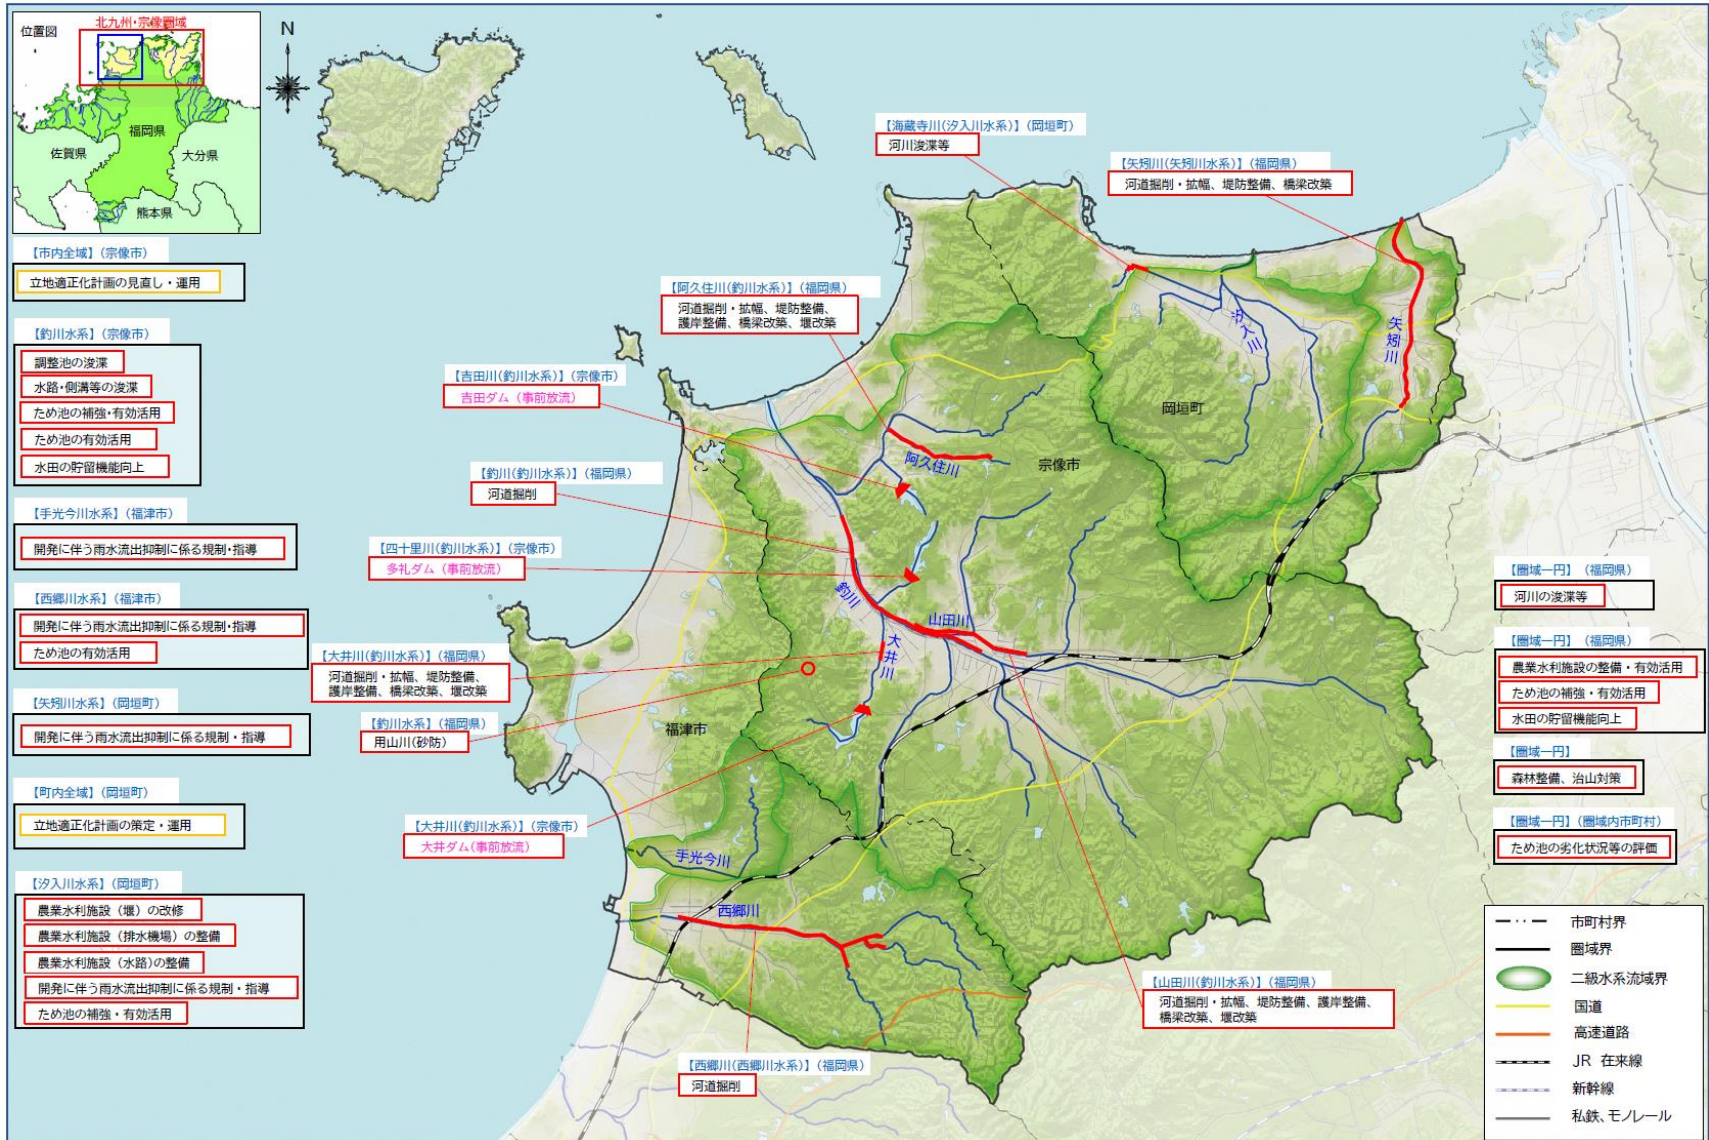 位置図
北九州・宗像圏域
福岡県
佐賀県
大分県
熊本県
N
【市内全域】(宗像市)
立地適正化計画の見直し・運用
【釣川水系】(宗像市)
調整池の浚渫
水路・側溝等の浚渫
ため池の補強・有効活用
ため池の有効活用
水田の貯留機能向上
【手光今川水系】(福津市)
開発に伴う雨水流出抑制に係る規制・指導
【西郷川水系】(福津市)
開発に伴う雨水流出抑制に係る規制・指導
ため池の有効活用
【矢矧川水系】(岡垣町)
開発に伴う雨水流出抑制に係る規制・指導
【町内全域】(岡垣町)
立地適正化計画の策定・運用
【汐入川水系】(岡垣町)
農業水利施設（堰）の改修
農業水利施設（排水機場）の整備
農業水利施設（水路）の整備
開発に伴う雨水流出抑制に係る規制・指導
ため池の補強・有効活用
【海蔵寺川(汐入川水系)】(岡垣町)
河川浚渫等
【矢矧川(矢矧川水系)】(福岡県)
河道掘削・拡幅、堤防整備、橋梁改築
【阿久住川(釣川水系)】(福岡県)
河道掘削・拡幅、堤防整備、
護岸整備、橋梁改築、堰改築
【吉田川(釣川水系)】(宗像市)
吉田ダム（事前放流）
【釣川(釣川水系)】(福岡県)
河道掘削
【四十里川(釣川水系)】(宗像市)
多礼ダム（事前放流）
【大井川(釣川水系)】(福岡県)
河道掘削・拡幅、堤防整備、
護岸整備、橋梁改築、堰改築
【釣川水系】(福岡県)
用山川(砂防)
【大井川(釣川水系)】(宗像市)
大井ダム(事前放流)
【西郷川(西郷川水系)】(福岡県)
河道掘削
【山田川(釣川水系)】(福岡県)
河道掘削・拡幅、堤防整備、護岸整備、
橋梁改築、堰改築
汐入川
矢矧川
岡垣町
阿久住川
宗像市
釣川
山田川
大井川
福津市
手光今川
西郷川
【圏域一円】(福岡県)
河川の浚渫等
【圏域一円】(福岡県)
農業水利施設の整備・有効活用
ため池の補強・有効活用
水田の貯留機能向上
【圏域一円】
森林整備、治山対策
【圏域一円】(圏域内市町村)
ため池の劣化状況等の評価
市町村界
圏域界
二級水系流域界
国道
高速道路
JR 在来線
新幹線
私鉄、モノレール